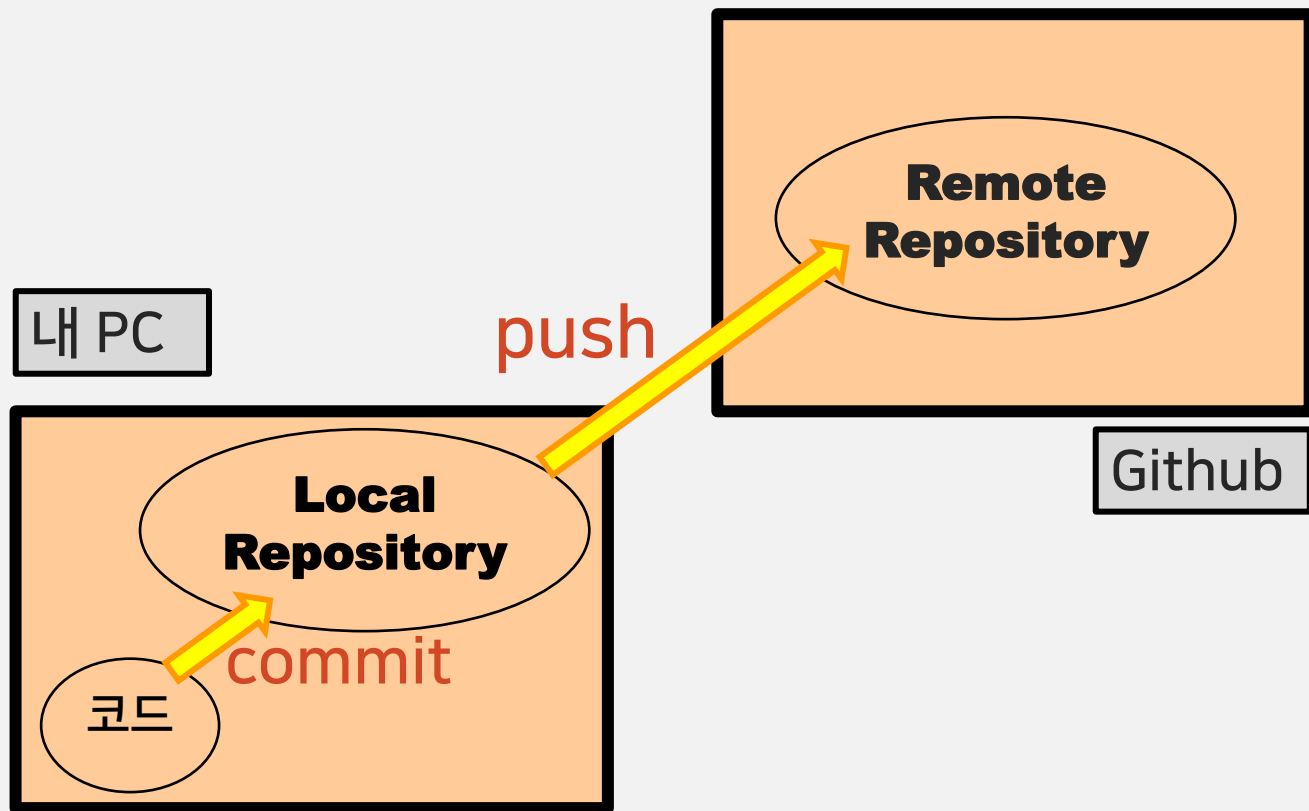 Remote
Repository
내 PC
push
Github
Local
Repository
commit
코드